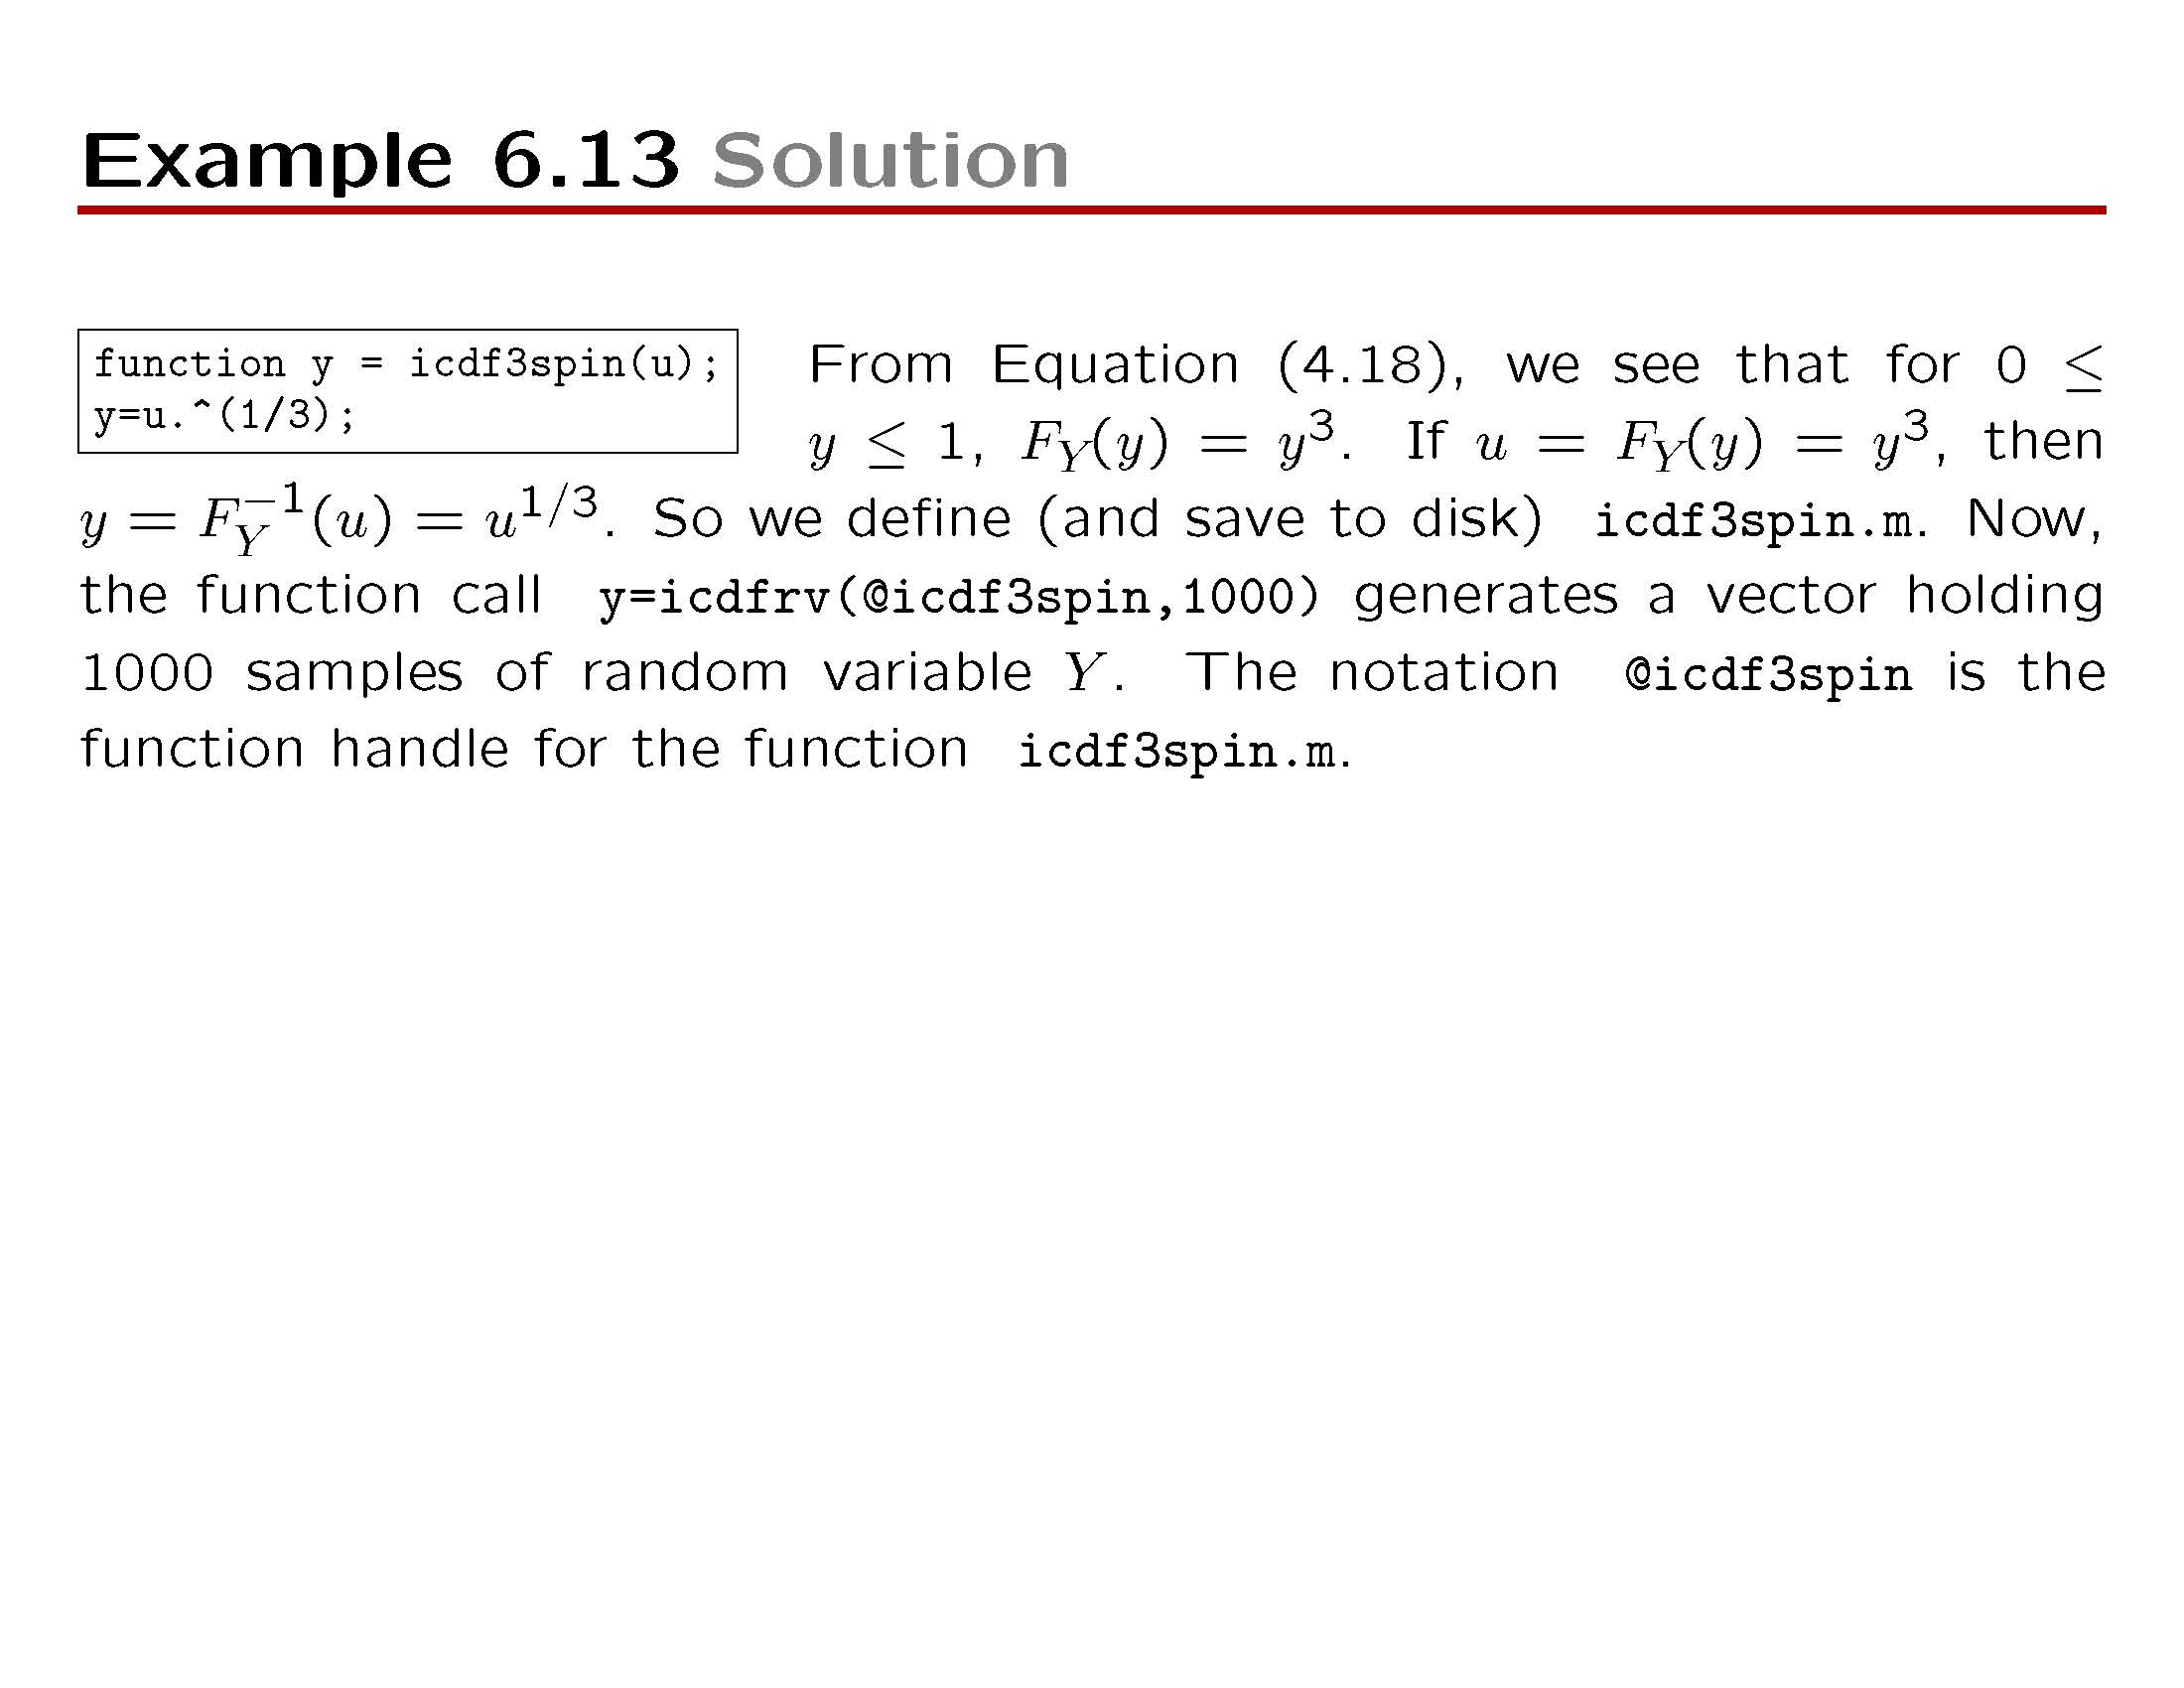 Example 6.13 Solution
function y = icdf3spin(u);
y=u.^(1/3);
From Equation (4.18), we see that for 0 ≤
y ≤ 1, F_Y(y) = y^3. If u = F_Y(y) = y^3, then
y = F_Y^{-1}(u) = u^{1/3}. So we define (and save to disk) icdf3spin.m. Now,
the function call y=icdfrv(@icdf3spin,1000) generates a vector holding
1000 samples of random variable Y. The notation @icdf3spin is the
function handle for the function icdf3spin.m.